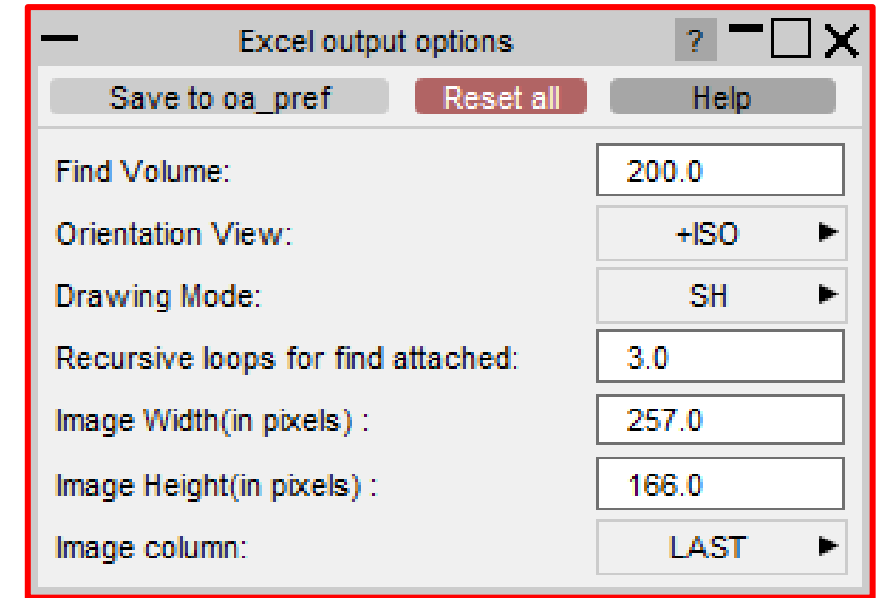 Excel output options ?
Save to oa_pref Reset all Help
Find Volume: 200.0
Orientation View: +ISO
Drawing Mode: SH
Recursive loops for find attached: 3.0
Image Width(in pixels) : 257.0
Image Height(in pixels) : 166.0
Image column: LAST